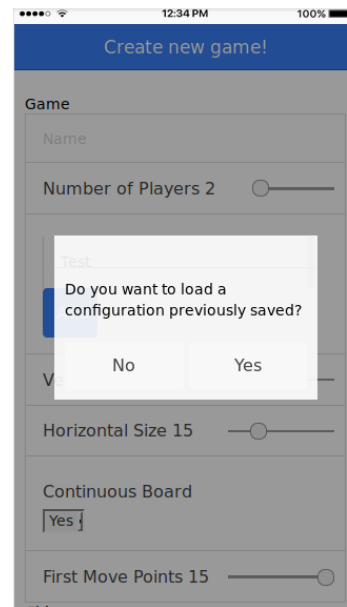 12:34 PM 100%
Create new game!
Game
Name
Number of Players 2
Test
Do you want to load a
configuration previously saved?
No Yes
Ve
Horizontal Size 15
Continuous Board
Yes
First Move Points 15